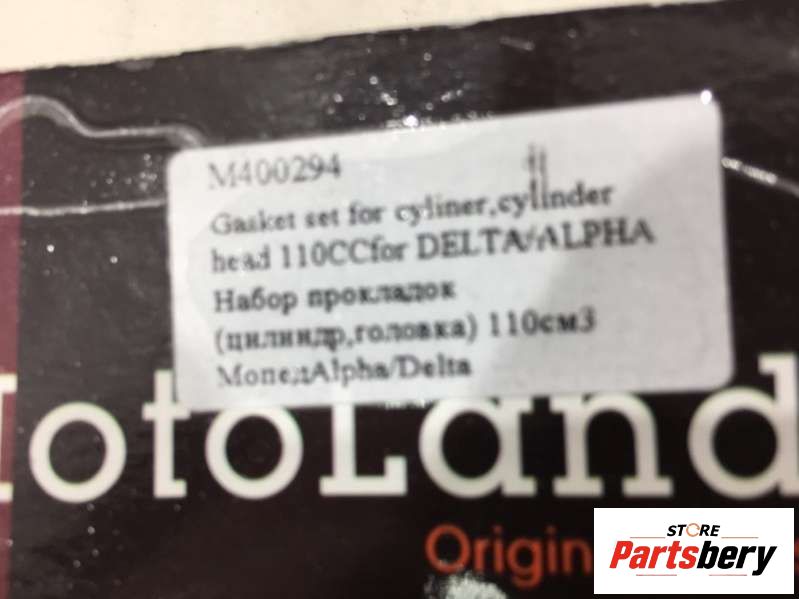 M400294
Gasket set for cyliner,cylinder
head 110CCfor DELTA/ALPHA
Набор прокладок
(цилиндр,головка) 110см3
МопедAlpha/Delta
MotoLand
Origin
STORE
Partsbery